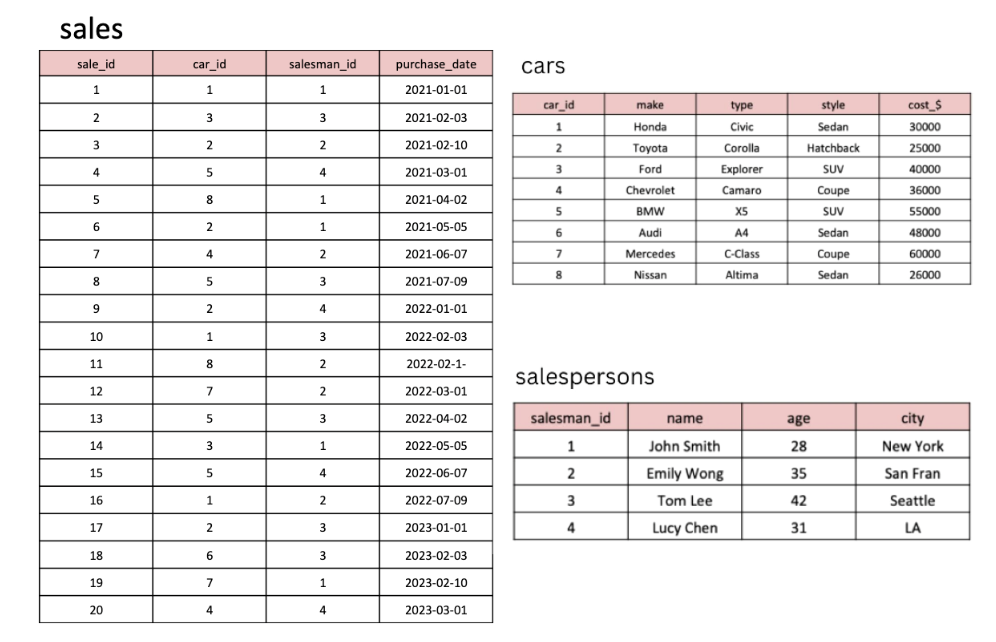 sales
sale_id car_id salesman_id purchase_date
1 1 1 2021-01-01
2 3 3 2021-02-03
3 2 2 2021-02-10
4 5 4 2021-03-01
5 8 1 2021-04-02
6 2 1 2021-05-05
7 4 2 2021-06-07
8 5 3 2021-07-09
9 2 4 2022-01-01
10 1 3 2022-02-03
11 8 2 2022-02-1-
12 7 2 2022-03-01
13 5 3 2022-04-02
14 3 1 2022-05-05
15 5 4 2022-06-07
16 1 2 2022-07-09
17 2 3 2023-01-01
18 6 3 2023-02-03
19 7 1 2023-02-10
20 4 4 2023-03-01
cars
car_id make type style cost_$
1 Honda Civic Sedan 30000
2 Toyota Corolla Hatchback 25000
3 Ford Explorer SUV 40000
4 Chevrolet Camaro Coupe 36000
5 BMW X5 SUV 55000
6 Audi A4 Sedan 48000
7 Mercedes C-Class Coupe 60000
8 Nissan Altima Sedan 26000
salespersons
salesman_id name age city
1 John Smith 28 New York
2 Emily Wong 35 San Fran
3 Tom Lee 42 Seattle
4 Lucy Chen 31 LA